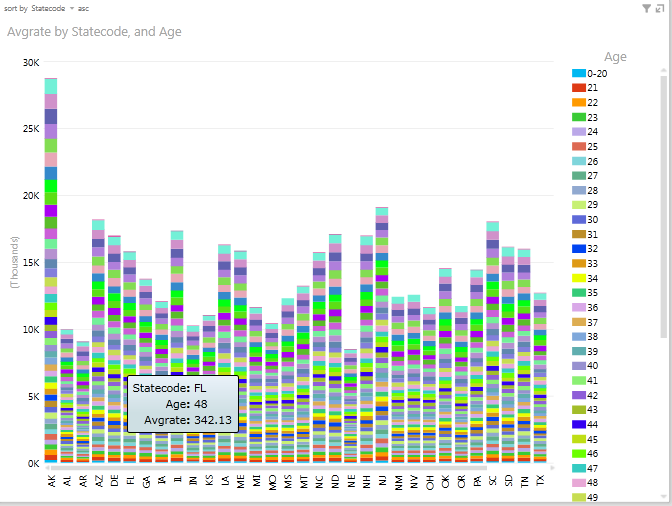 sort by Statecode asc
Avgrate by Statecode, and Age
30K
25K
20K
15K
10K
5K
0K
(Thousands)
Statecode: FL
Age: 48
Avgrate: 342.13
AK AL AR AZ DE FL GA IA IL IN KS LA ME MI MO MS MT NC ND NE NH NJ NM NV OH OK OR PA SC SD TN TX
Age
0-20
21
22
23
24
25
26
27
28
29
30
31
32
33
34
35
36
37
38
39
40
41
42
43
44
45
46
47
48
49